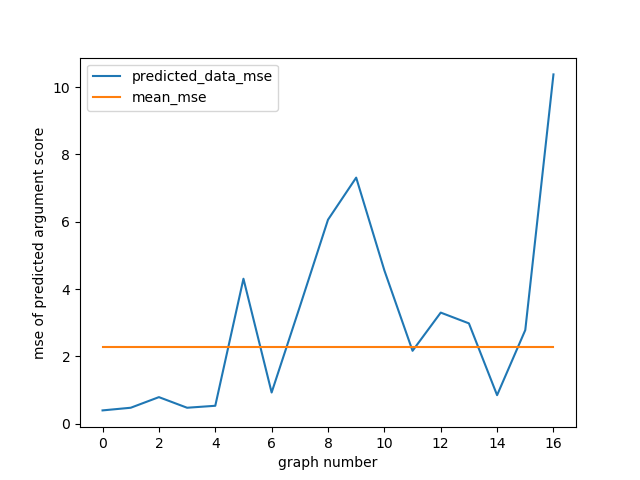 predicted_data_mse
mean_mse
10
8
6
4
2
0
mse of predicted argument score
0 2 4 6 8 10 12 14 16
graph number